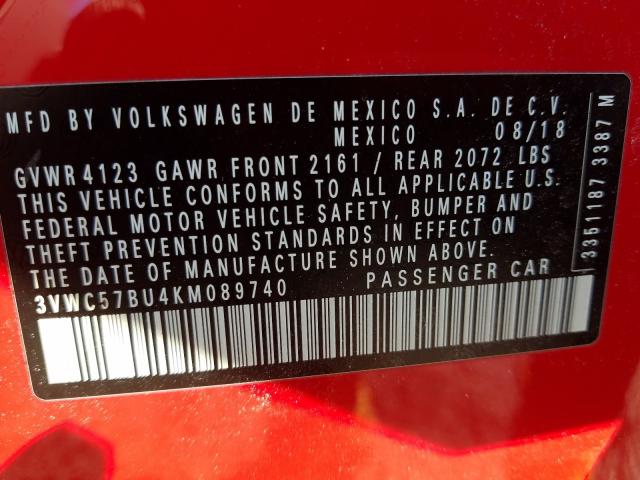 MFD BY VOLKSWAGEN DE MEXICO S.A. DE C.V.
MEXICO 08/18
GVWR 4123 GAWR FRONT 2161 / REAR 2072 LBS
THIS VEHICLE CONFORMS TO ALL APPLICABLE U.S.
FEDERAL MOTOR VEHICLE SAFETY, BUMPER AND
THEFT PREVENTION STANDARDS IN EFFECT ON
THE DATE OF MANUFACTURE SHOWN ABOVE.
3VWC57BU4KM089740 PASSENGER CAR
3351187 3387 M